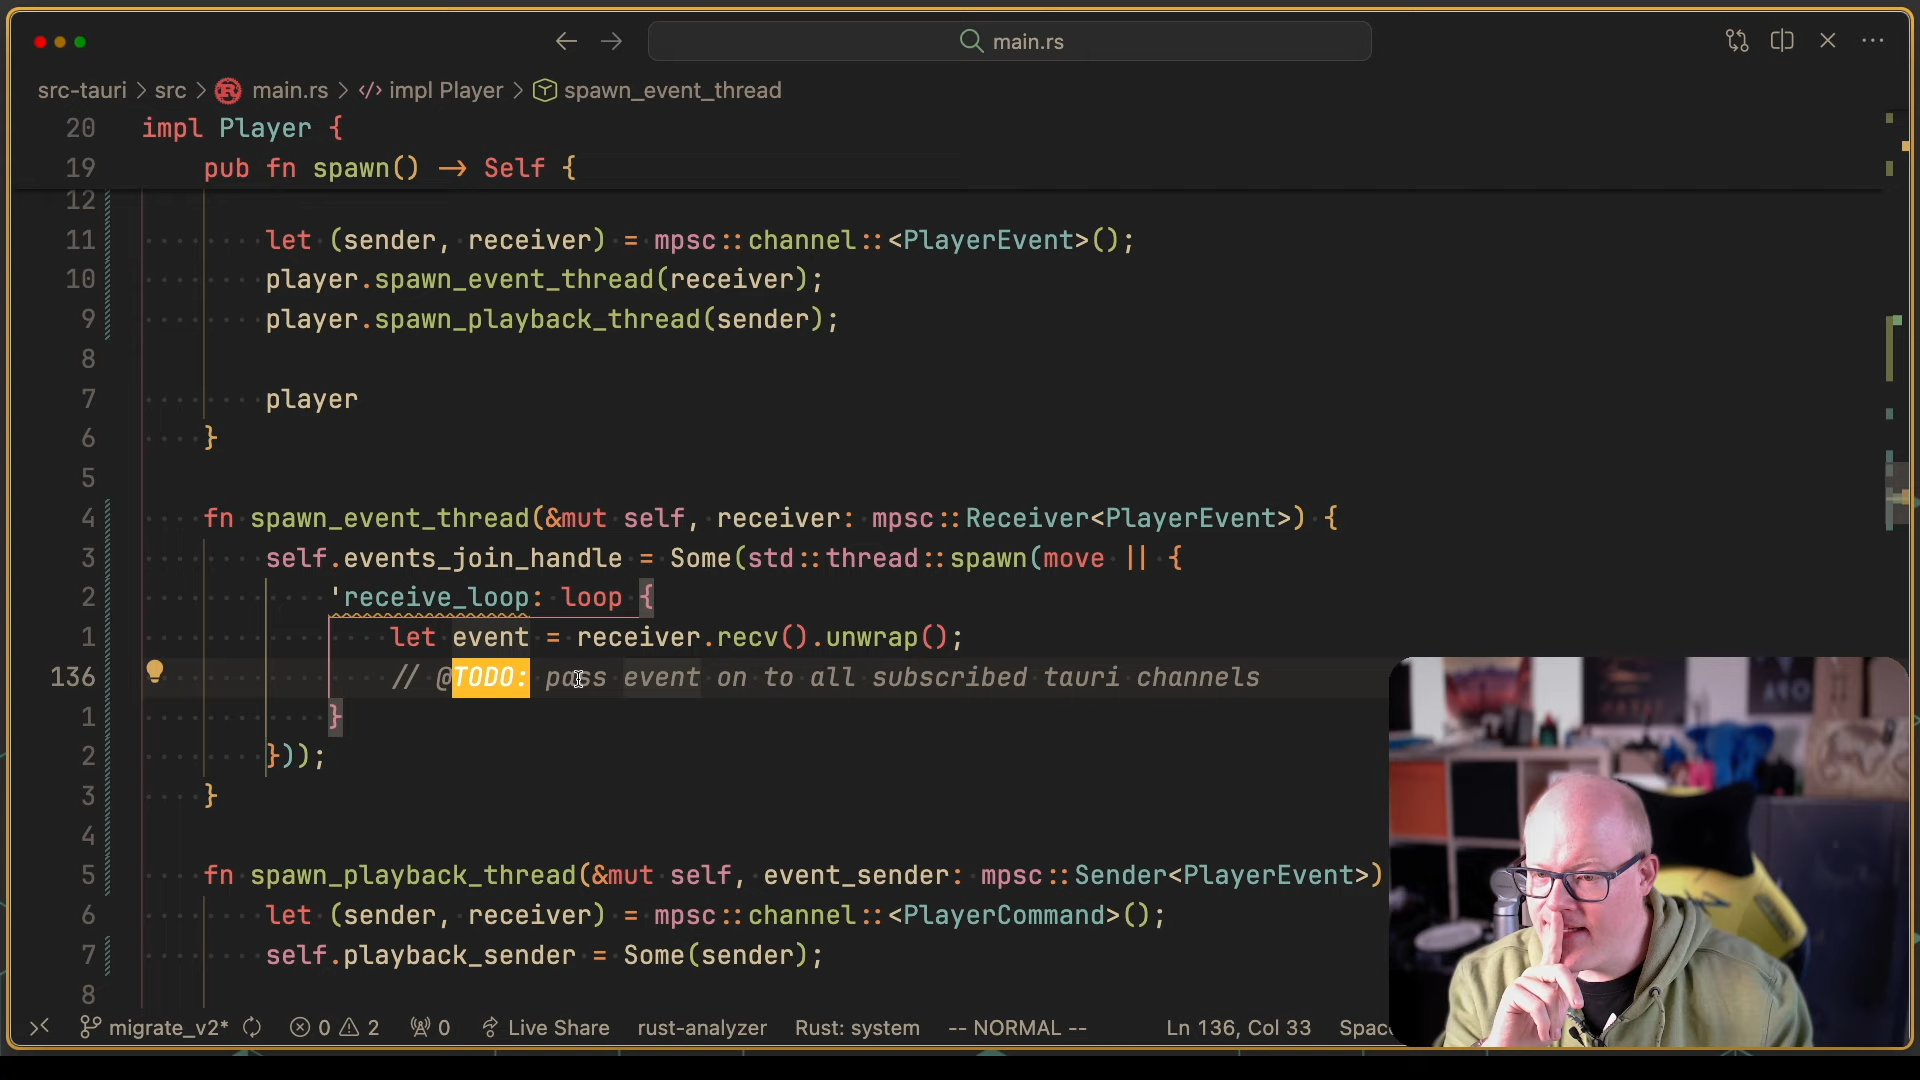 main.rs
src-tauri > src > main.rs > impl Player > spawn_event_thread
20 impl Player {
19 pub fn spawn() -> Self {
12
11 let (sender, receiver) = mpsc::channel::<PlayerEvent>();
10 player.spawn_event_thread(receiver);
9 player.spawn_playback_thread(sender);
8
7 player
6 }
5
4 fn spawn_event_thread(&mut self, receiver: mpsc::Receiver<PlayerEvent>) {
3 self.events_join_handle = Some(std::thread::spawn(move || {
2 'receive_loop: loop {
1 let event = receiver.recv().unwrap();
136 // @TODO: pass event on to all subscribed tauri channels
1 }
2 }));
3 }
4
5 fn spawn_playback_thread(&mut self, event_sender: mpsc::Sender<PlayerEvent>)
6 let (sender, receiver) = mpsc::channel::<PlayerCommand>();
7 self.playback_sender = Some(sender);
8
migrate_v2* 0 2 0 Live Share rust-analyzer Rust: system -- NORMAL -- Ln 136, Col 33